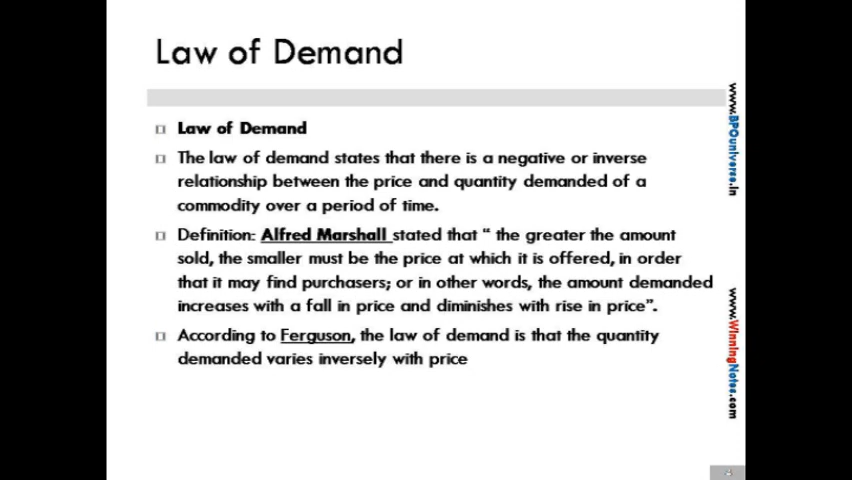 Law of Demand
Law of Demand
The law of demand states that there is a negative or inverse
relationship between the price and quantity demanded of a
commodity over a period of time.
Definition: Alfred Marshall stated that “ the greater the amount
sold, the smaller must be the price at which it is offered, in order
that it may find purchasers; or in other words, the amount demanded
increases with a fall in price and diminishes with rise in price”.
According to Ferguson, the law of demand is that the quantity
demanded varies inversely with price
www.BPOuniverse.in
www.WinningNotes.com
4